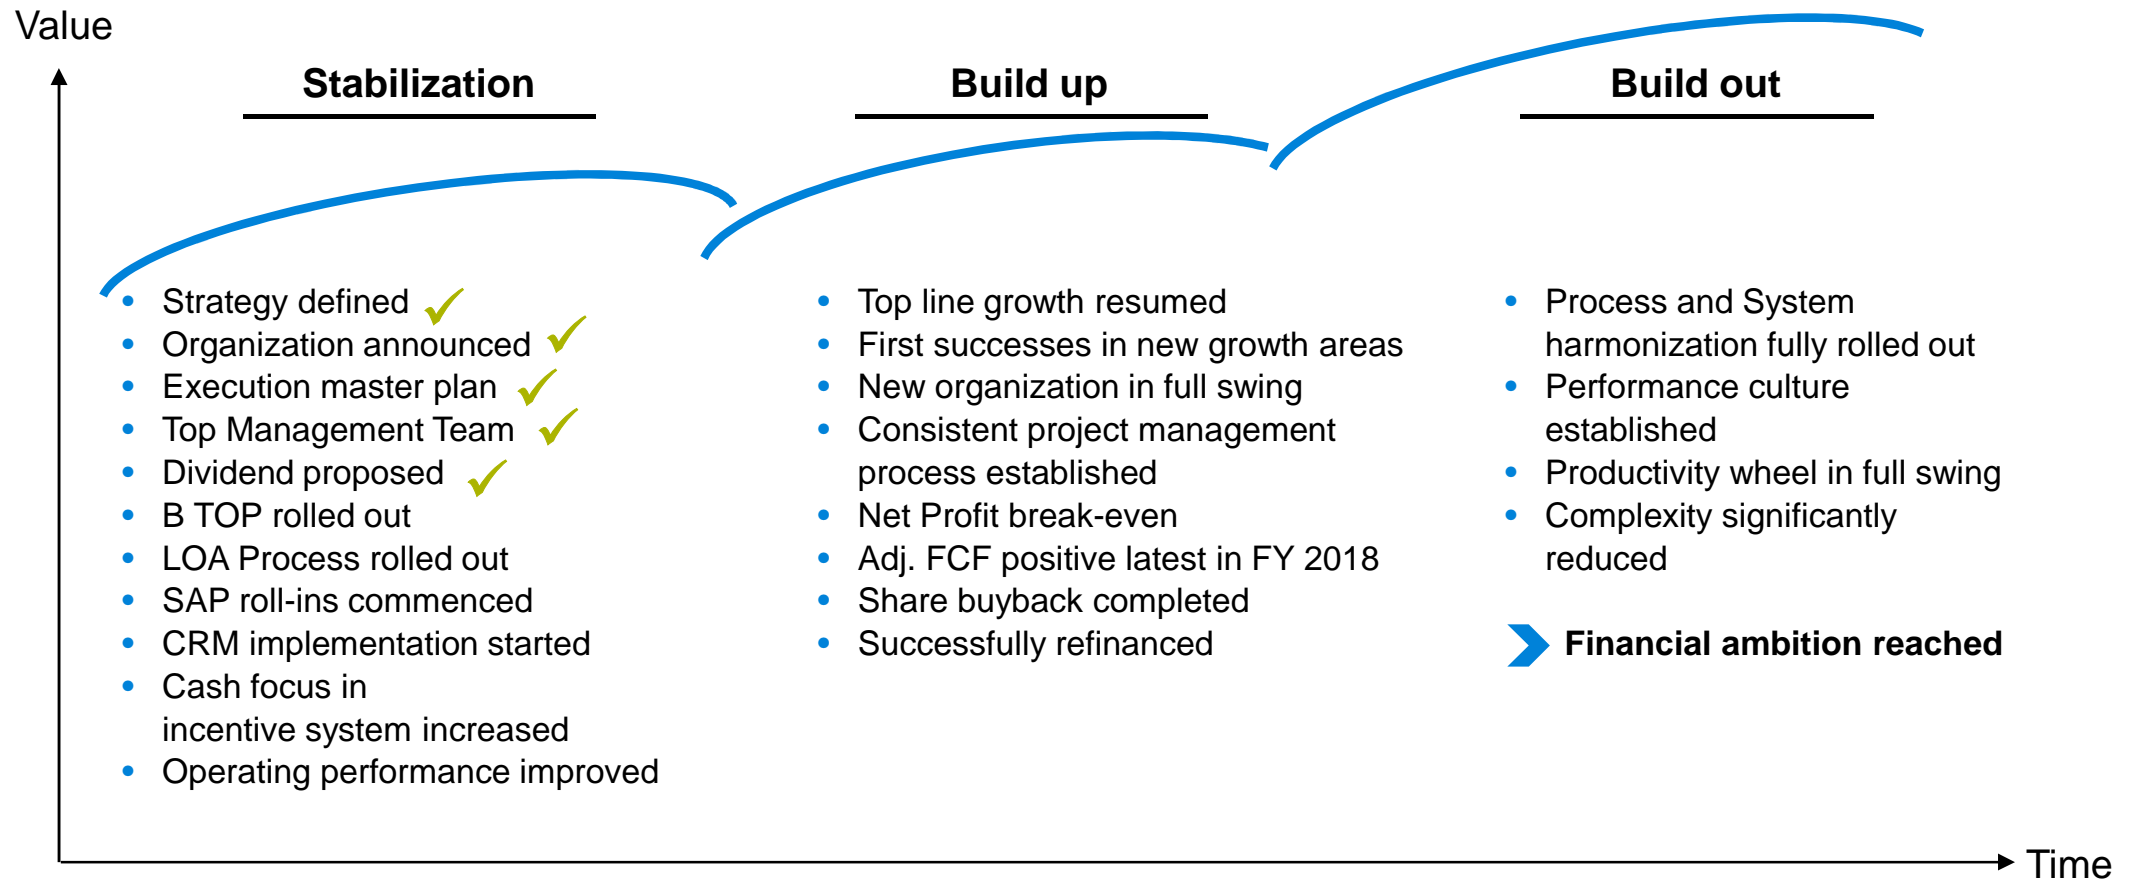 Value
Stabilization
Strategy defined
Organization announced
Execution master plan
Top Management Team
Dividend proposed
B TOP rolled out
LOA Process rolled out
SAP roll-ins commenced
CRM implementation started
Cash focus in
incentive system increased
Operating performance improved
Build up
Top line growth resumed
First successes in new growth areas
New organization in full swing
Consistent project management
process established
Net Profit break-even
Adj. FCF positive latest in FY 2018
Share buyback completed
Successfully refinanced
Build out
Process and System
harmonization fully rolled out
Performance culture
established
Productivity wheel in full swing
Complexity significantly
reduced
Financial ambition reached
Time